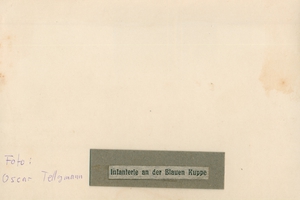 Foto:
Oscar Tellgmann
Infanterie an der Blauen Kuppe